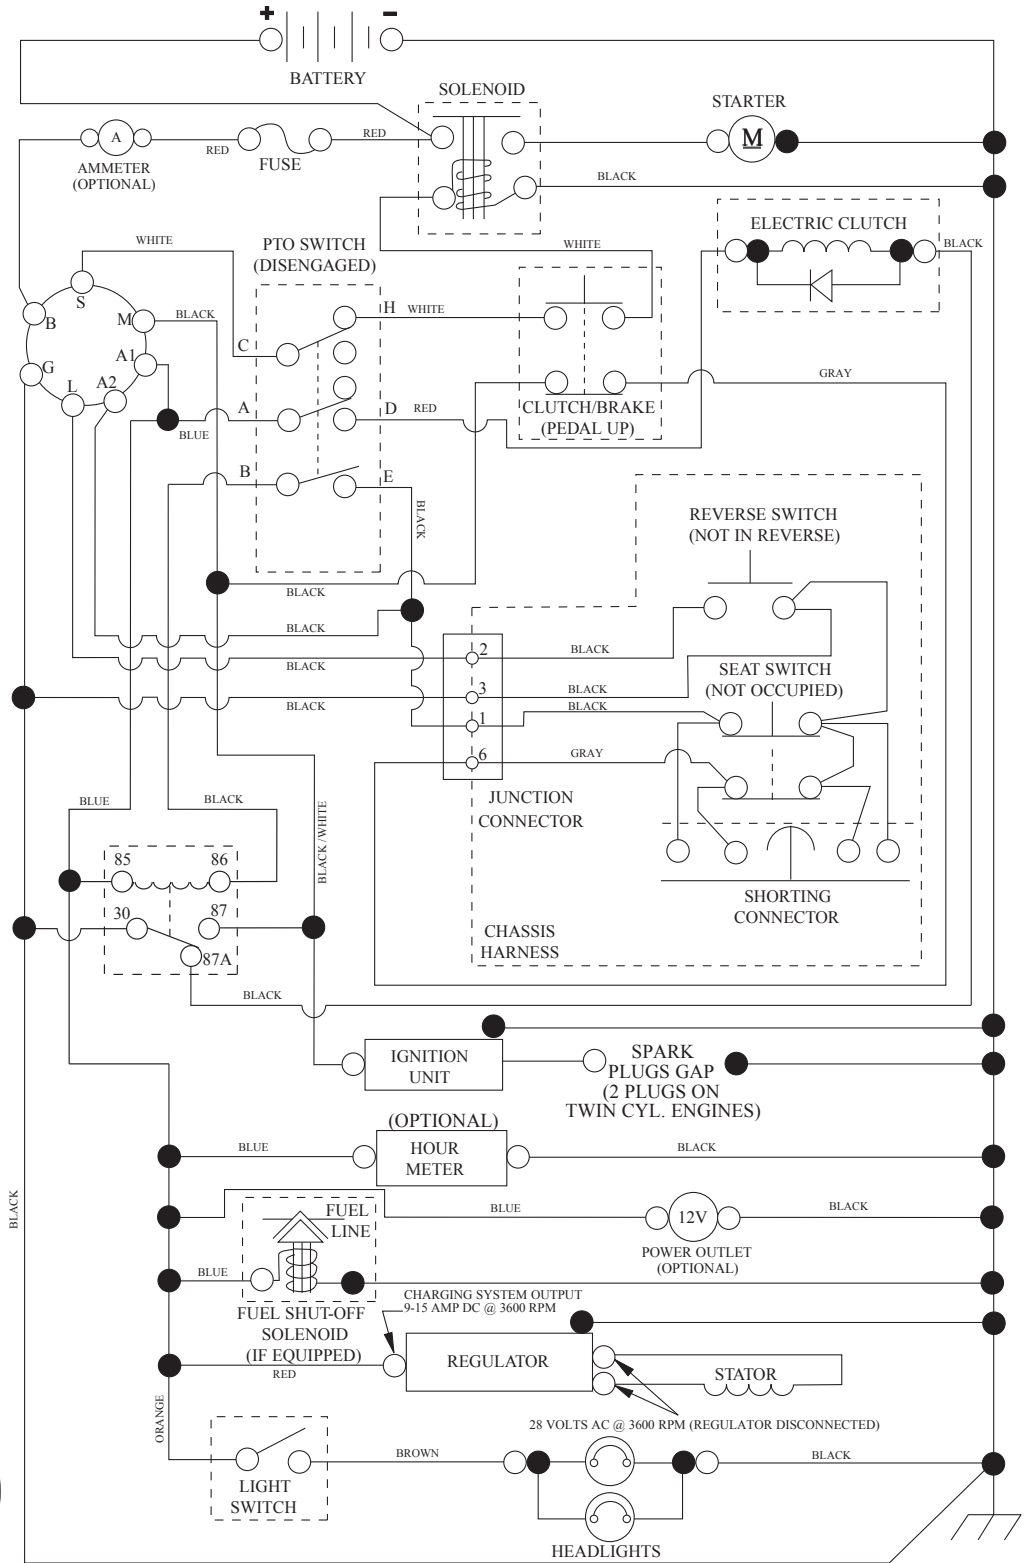 + −
BATTERY
SOLENOID
STARTER
A
RED
FUSE
RED
M
AMMETER
(OPTIONAL)
BLACK
ELECTRIC CLUTCH
WHITE
PTO SWITCH
(DISENGAGED)
WHITE
BLACK
S
B
M
BLACK
H
WHITE
G
A1
C
L
A2
GRAY
A
D
RED
CLUTCH/BRAKE
(PEDAL UP)
BLUE
B
E
BLACK
REVERSE SWITCH
(NOT IN REVERSE)
BLACK
BLACK
2
BLACK
BLACK
SEAT SWITCH
(NOT OCCUPIED)
3
BLACK
BLACK
BLACK
1
6
GRAY
BLUE
BLACK
JUNCTION
CONNECTOR
BLACK / WHITE
85
86
SHORTING
CONNECTOR
30
87
CHASSIS
HARNESS
87A
BLACK
IGNITION
UNIT
SPARK
PLUGS GAP
(2 PLUGS ON
TWIN CYL. ENGINES)
(OPTIONAL)
HOUR
METER
BLUE
BLACK
BLACK
FUEL
LINE
BLUE
12V
BLACK
POWER OUTLET
(OPTIONAL)
BLUE
CHARGING SYSTEM OUTPUT
9-15 AMP DC @ 3600 RPM
FUEL SHUT-OFF
SOLENOID
(IF EQUIPPED)
RED
REGULATOR
STATOR
ORANGE
28 VOLTS AC @ 3600 RPM (REGULATOR DISCONNECTED)
BROWN
BLACK
LIGHT
SWITCH
HEADLIGHTS